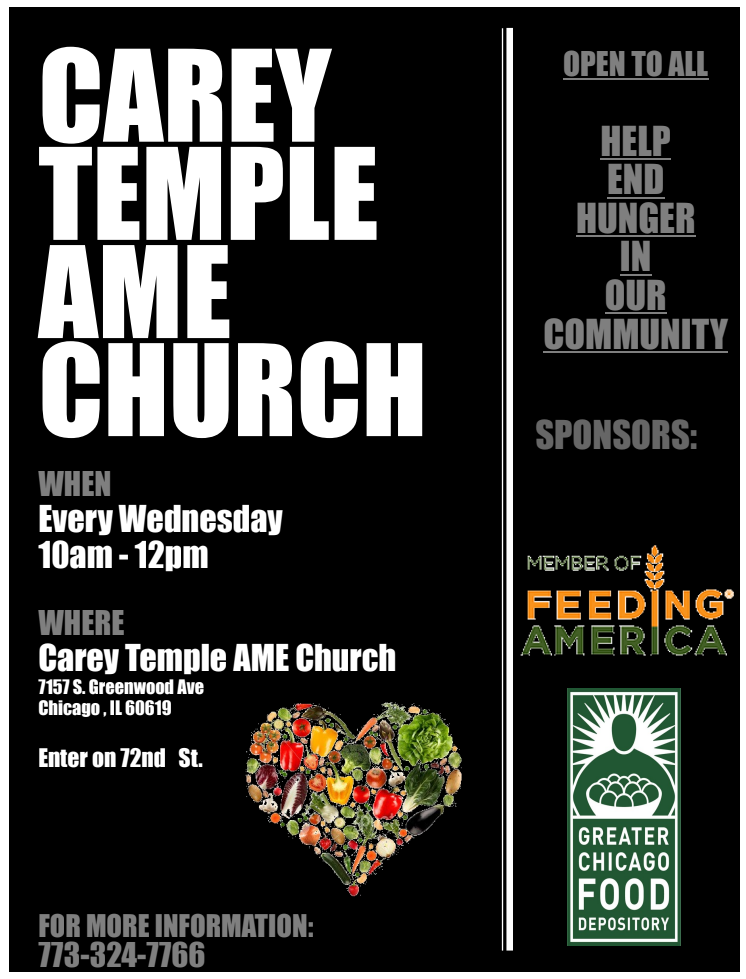 CAREY
TEMPLE
AME
CHURCH
WHEN
Every Wednesday
10am - 12pm
WHERE
Carey Temple AME Church
7157 S. Greenwood Ave
Chicago , IL 60619
Enter on 72nd St.
FOR MORE INFORMATION:
773-324-7766
OPEN TO ALL
HELP
END
HUNGER
IN
OUR
COMMUNITY
SPONSORS:
MEMBER OF
FEEDING®
AMERICA
GREATER
CHICAGO
FOOD
DEPOSITORY